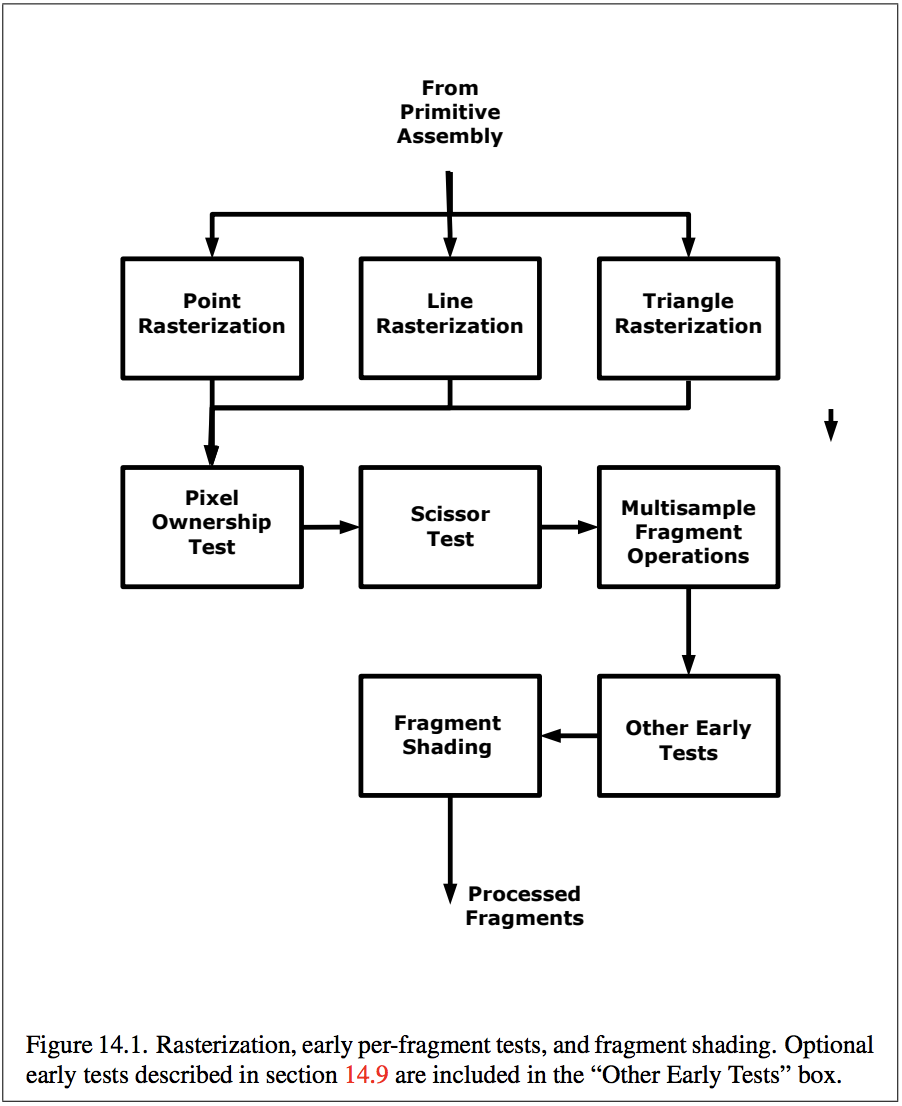 From
Primitive
Assembly
Point
Rasterization
Line
Rasterization
Triangle
Rasterization
Pixel
Ownership
Test
Scissor
Test
Multisample
Fragment
Operations
Fragment
Shading
Other Early
Tests
Processed
Fragments
Figure 14.1. Rasterization, early per-fragment tests, and fragment shading. Optional
early tests described in section 14.9 are included in the “Other Early Tests” box.